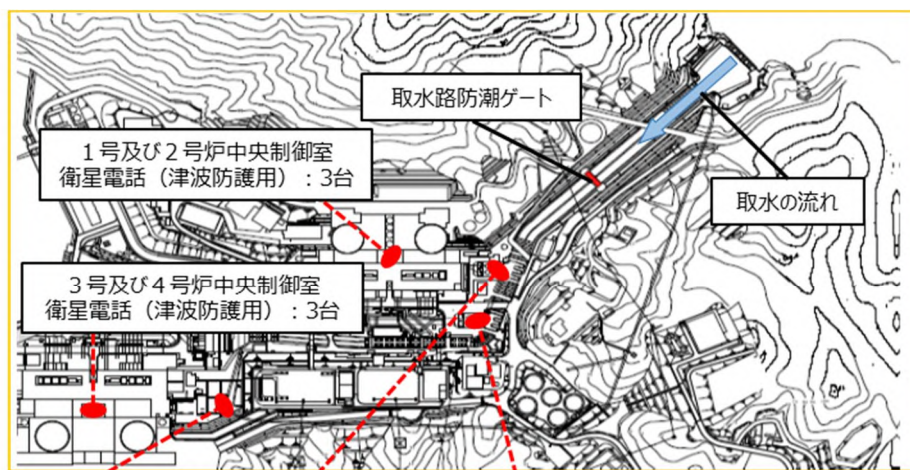 取水路防潮ゲート
1号及び2号炉中央制御室
衛星電話（津波防護用）：3台
取水の流れ
3号及び4号炉中央制御室
衛星電話（津波防護用）：3台